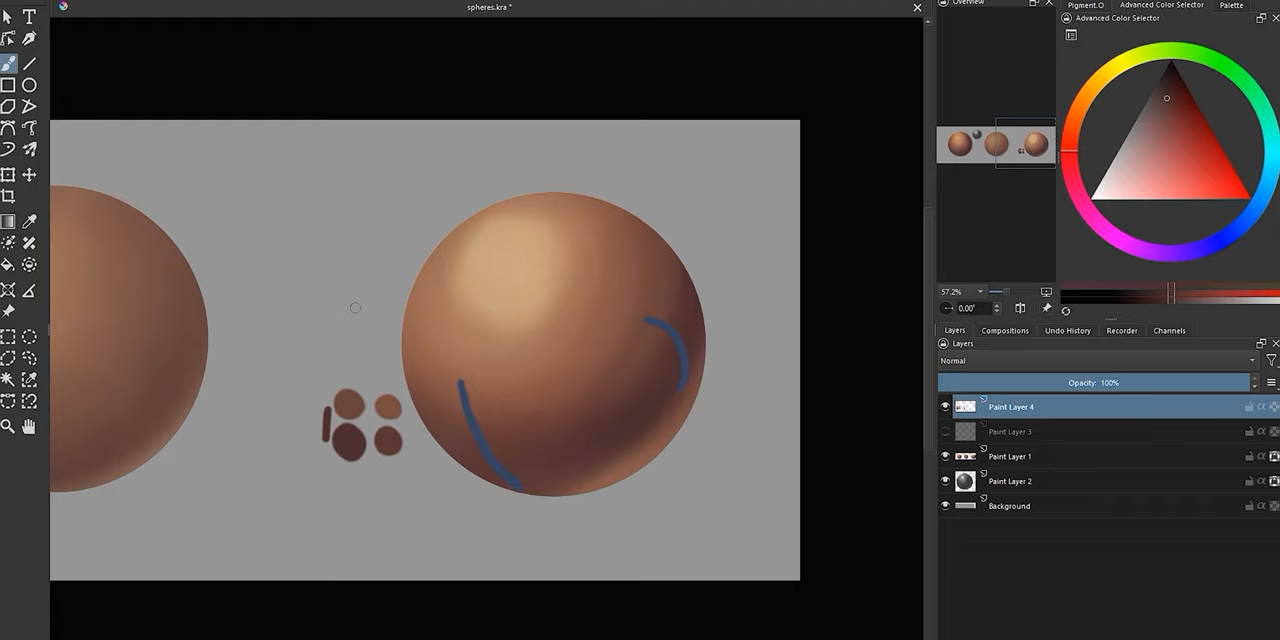 spheres.kra *
Overview
Pigment.O
Advanced Color Selector
Palette
Advanced Color Selector
57.2%
0.00°
Layers
Compositions
Undo History
Recorder
Channels
Layers
Normal
Opacity: 100%
Paint Layer 4
Paint Layer 3
Paint Layer 1
Paint Layer 2
Background